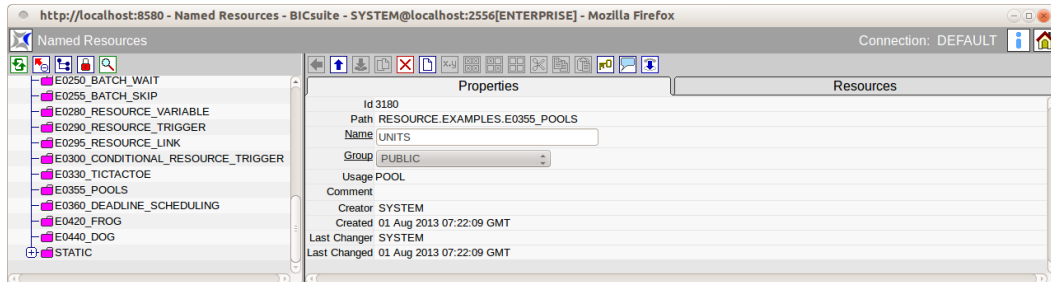 http://localhost:8580 - Named Resources - BICsuite - SYSTEM@localhost:2556[ENTERPRISE] - Mozilla Firefox
Named Resources
Connection: DEFAULT
E0250_BATCH_WAIT
E0255_BATCH_SKIP
E0280_RESOURCE_VARIABLE
E0290_RESOURCE_TRIGGER
E0295_RESOURCE_LINK
E0300_CONDITIONAL_RESOURCE_TRIGGER
E0330_TICTACTOE
E0355_POOLS
E0360_DEADLINE_SCHEDULING
E0420_FROG
E0440_DOG
STATIC
Properties
Resources
Id 3180
Path RESOURCE.EXAMPLES.E0355_POOLS
Name UNITS
Group PUBLIC
Usage POOL
Comment
Creator SYSTEM
Created 01 Aug 2013 07:22:09 GMT
Last Changer SYSTEM
Last Changed 01 Aug 2013 07:22:09 GMT